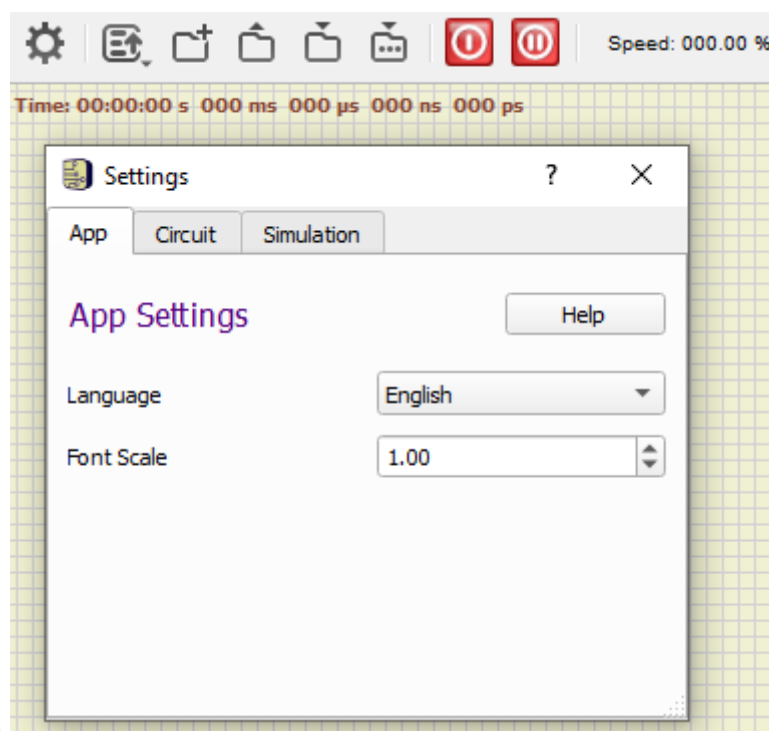 Speed: 000.00 %
Time: 00:00:00 s 000 ms 000 µs 000 ns 000 ps
Settings
App Circuit Simulation
App Settings Help
Language English
Font Scale 1.00